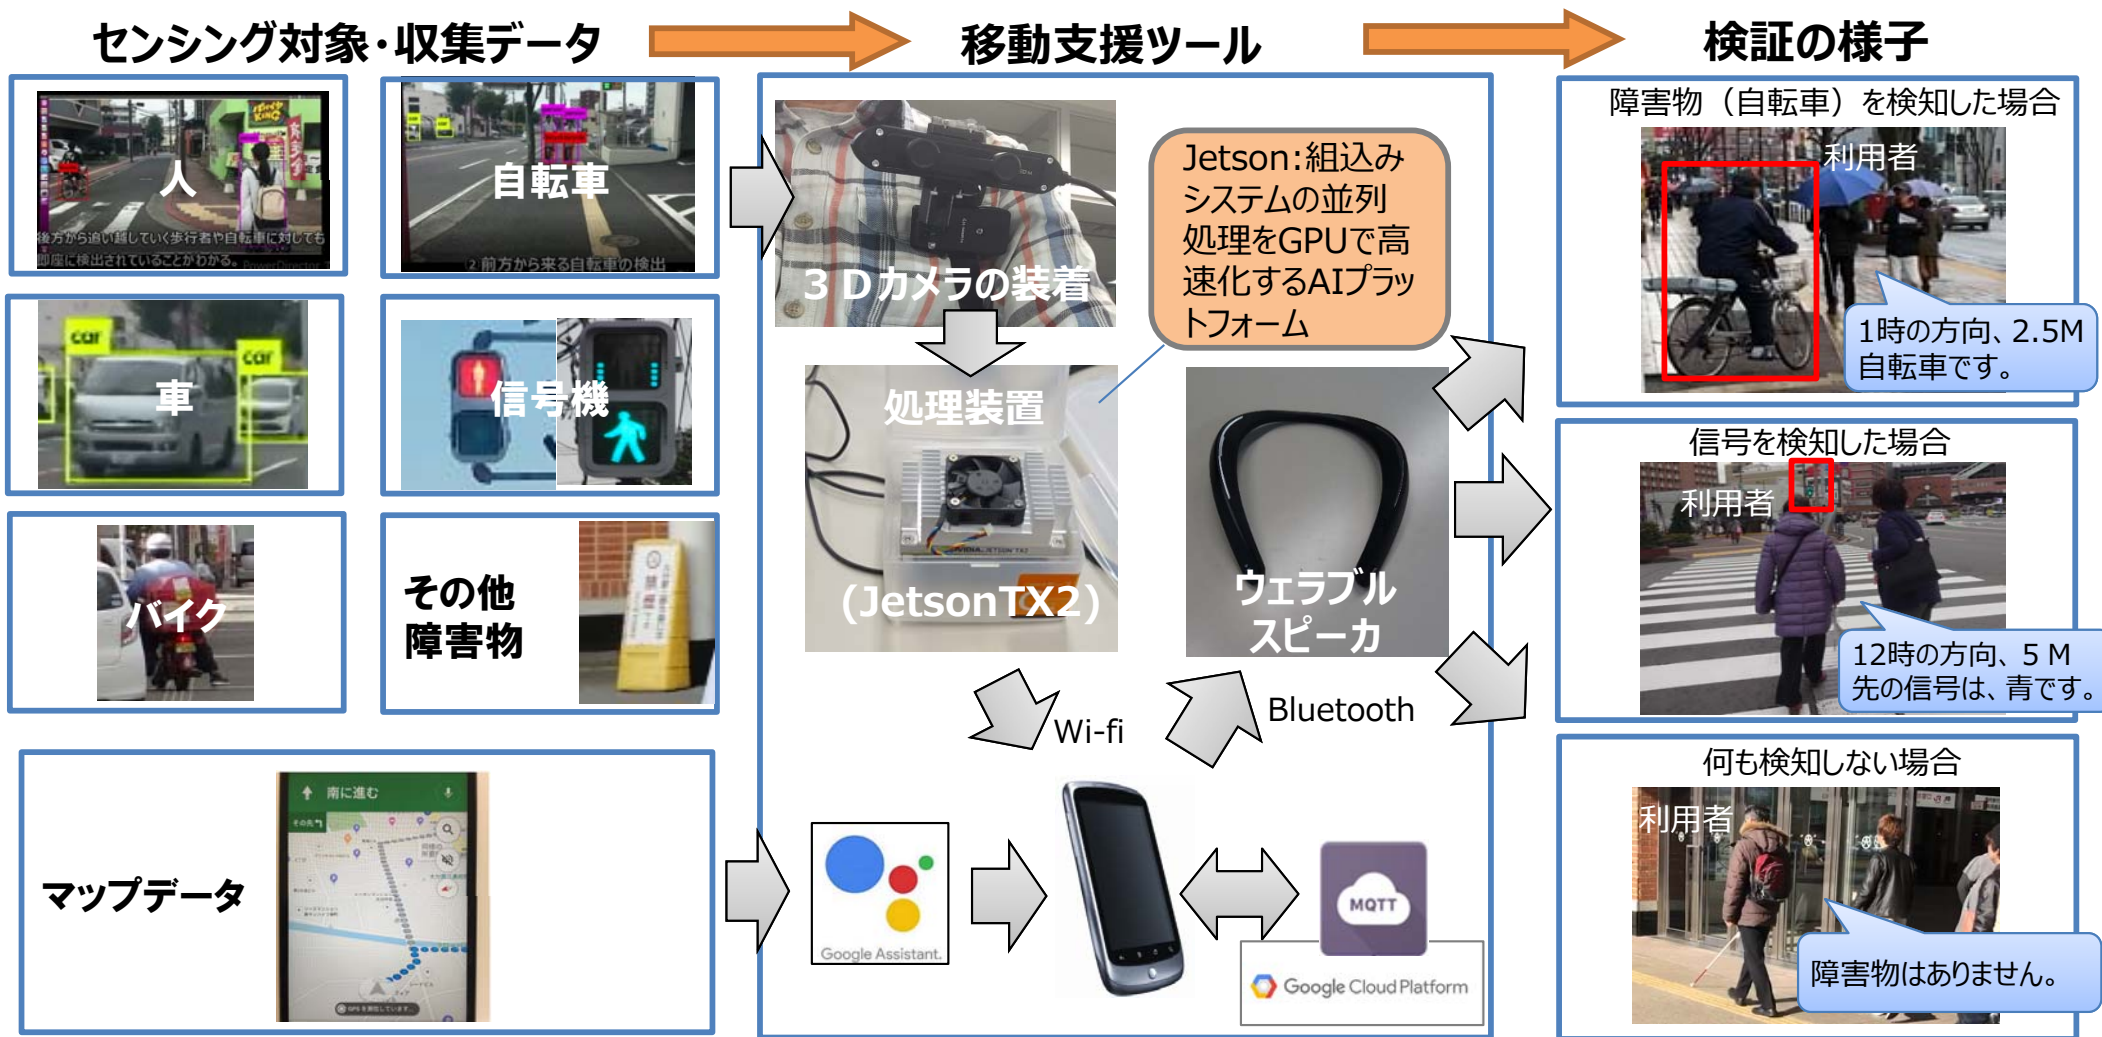 センシング対象・収集データ
移動支援ツール
検証の様子
人
後方から追い越していく歩行者や自転車に対しても
即座に検出されていることがわかる。
自転車
②前方から来る自転車の検出
car
car
車
信号機
バイク
その他
障害物
マップデータ
南に進む
その先
3Dカメラの装着
Jetson:組込み
システムの並列
処理をGPUで高
速化するAIプラッ
トフォーム
処理装置
JETSON TX2
(JetsonTX2)
ウェラブル
スピーカ
Wi-fi
Bluetooth
Google Assistant.
MQTT
Google Cloud Platform
障害物（自転車）を検知した場合
利用者
1時の方向、2.5M
自転車です。
信号を検知した場合
利用者
12時の方向、５M
先の信号は、青です。
何も検知しない場合
利用者
障害物はありません。